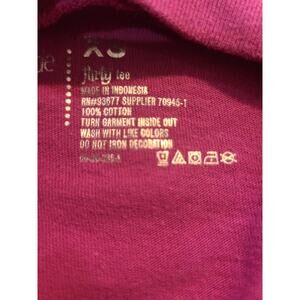 XS
flirty tee
MADE IN INDONESIA
RN#93677 SUPPLIER 70945-1
100% COTTON
TURN GARMENT INSIDE OUT
WASH WITH LIKE COLORS
DO NOT IRON DECORATION